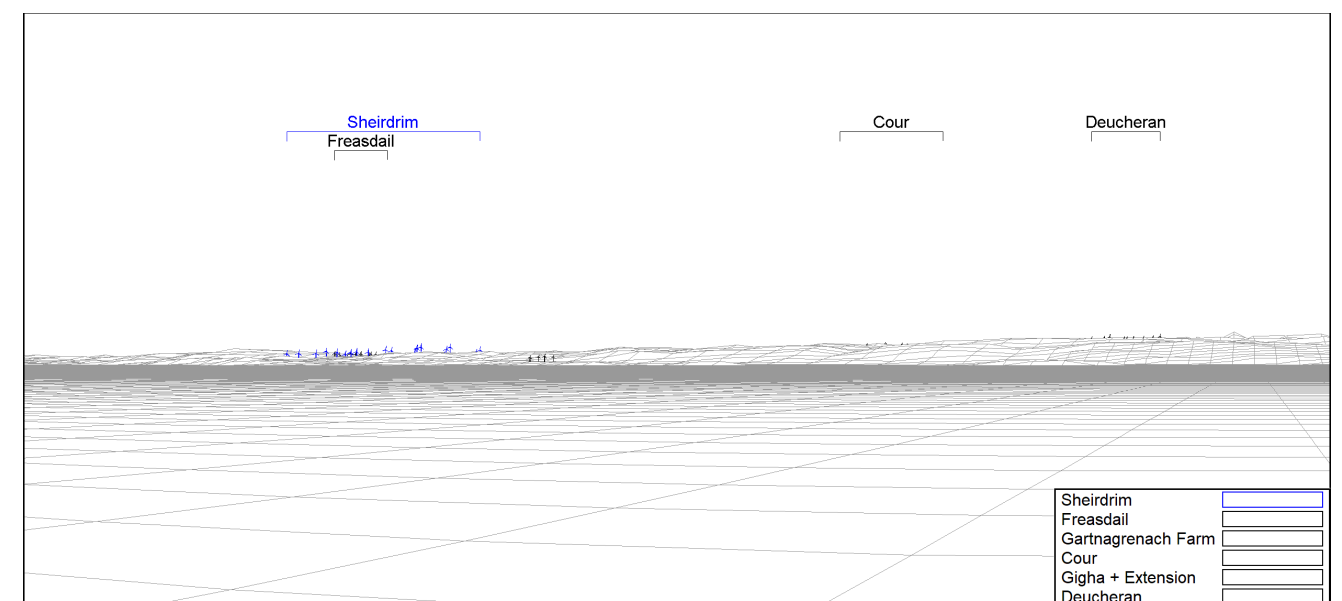 Sheirdrim
Freasdail
Cour
Deucheran
Sheirdrim
Freasdail
Gartnagrenach Farm
Cour
Gigha + Extension
Deucheran